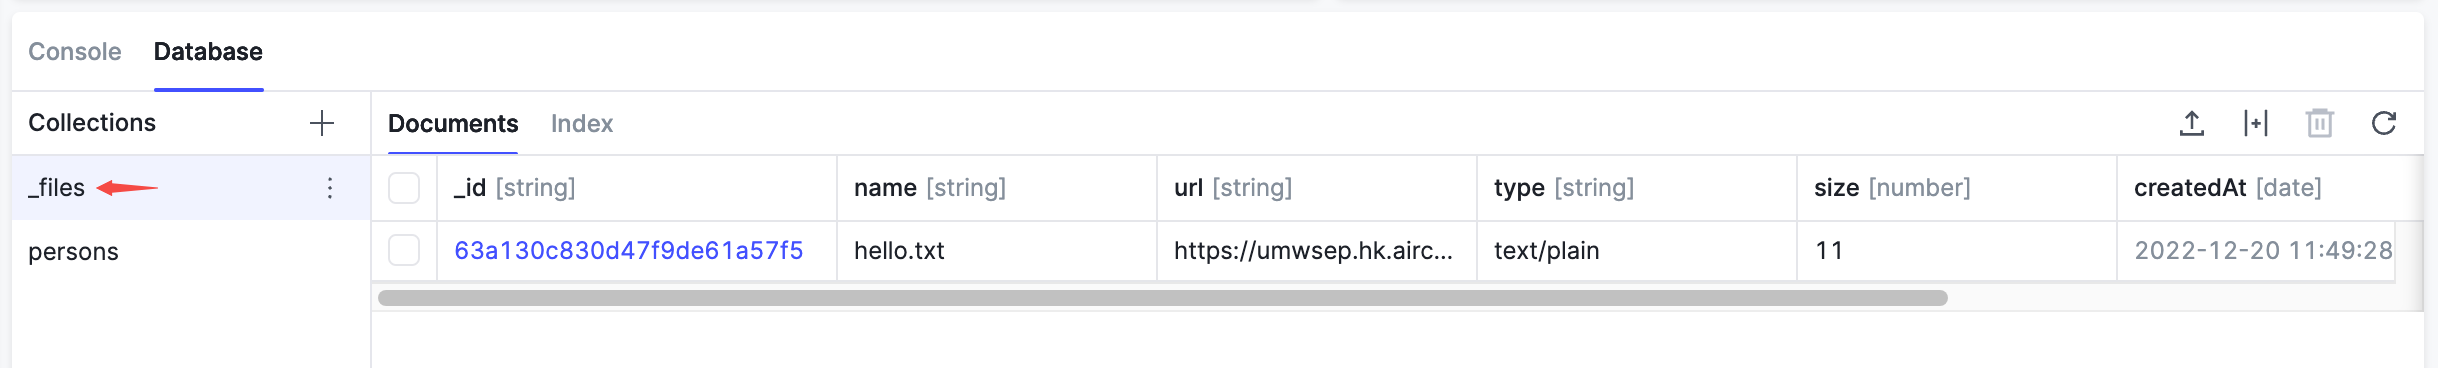 Console Database
Collections
Documents Index
_files
_id [string] name [string] url [string] type [string] size [number] createdAt [date]
63a130c830d47f9de61a57f5 hello.txt https://umwsep.hk.airc... text/plain 11 2022-12-20 11:49:28
persons